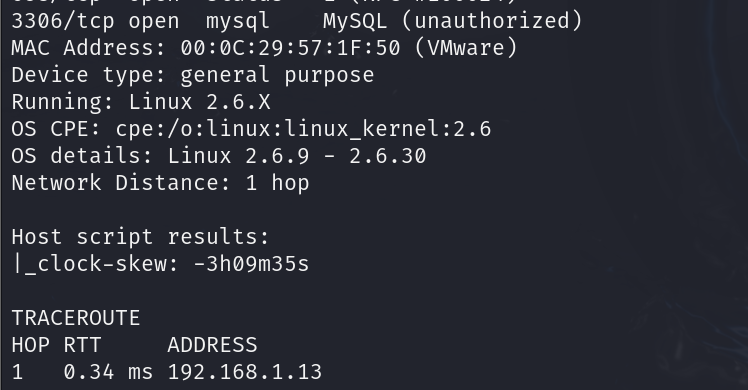 3306/tcp open  mysql    MySQL (unauthorized)
MAC Address: 00:0C:29:57:1F:50 (VMware)
Device type: general purpose
Running: Linux 2.6.X
OS CPE: cpe:/o:linux:linux_kernel:2.6
OS details: Linux 2.6.9 - 2.6.30
Network Distance: 1 hop

Host script results:
|_clock-skew: -3h09m35s

TRACEROUTE
HOP RTT     ADDRESS
1   0.34 ms 192.168.1.13